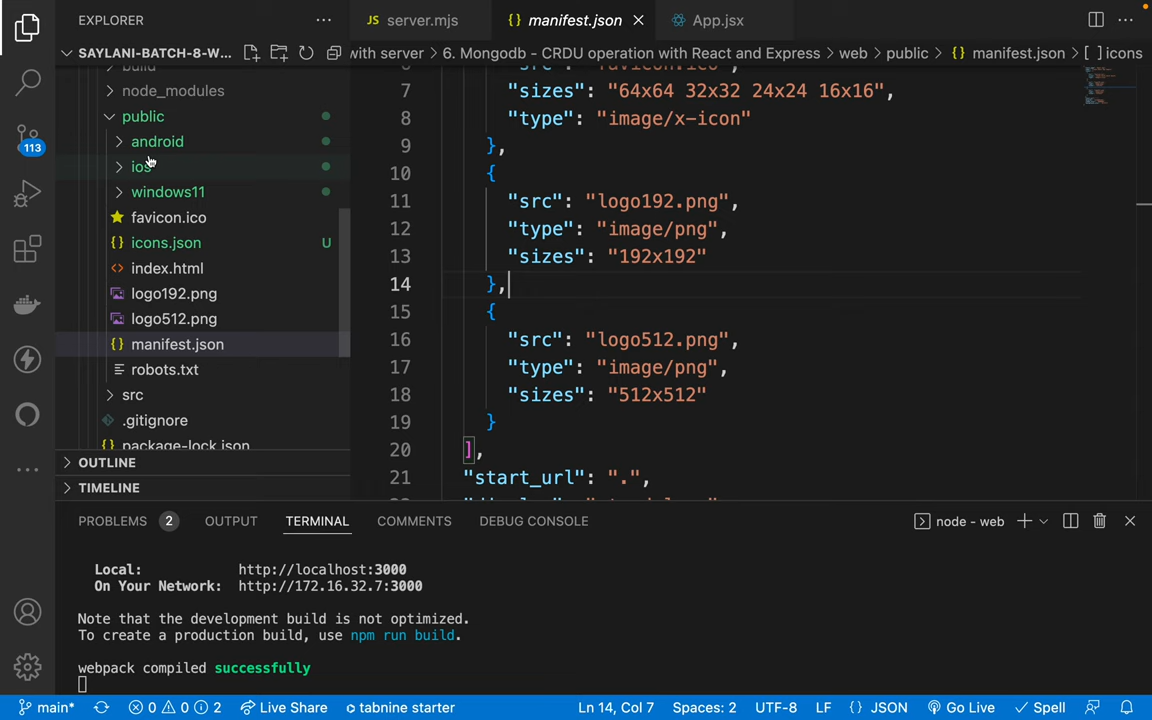 EXPLORER
SAYLANI-BATCH-8-W...
build
node_modules
public
android
ios
windows11
favicon.ico
icons.json U
index.html
logo192.png
logo512.png
manifest.json
robots.txt
src
.gitignore
package-lock.json
OUTLINE
TIMELINE
113
JS server.mjs
{} manifest.json
App.jsx
with server > 6. Mongodb - CRDU operation with React and Express > web > public > {} manifest.json > [ ] icons
7 "sizes": "64x64 32x32 24x24 16x16",
8 "type": "image/x-icon"
9 },
10 {
11 "src": "logo192.png",
12 "type": "image/png",
13 "sizes": "192x192"
14 },
15 {
16 "src": "logo512.png",
17 "type": "image/png",
18 "sizes": "512x512"
19 }
20 ],
21 "start_url": ".",
PROBLEMS 2 OUTPUT TERMINAL COMMENTS DEBUG CONSOLE
node - web
Local: http://localhost:3000
On Your Network: http://172.16.32.7:3000
Note that the development build is not optimized.
To create a production build, use npm run build.
webpack compiled successfully
main* 0 0 2 Live Share tabnine starter Ln 14, Col 7 Spaces: 2 UTF-8 LF {} JSON Go Live Spell